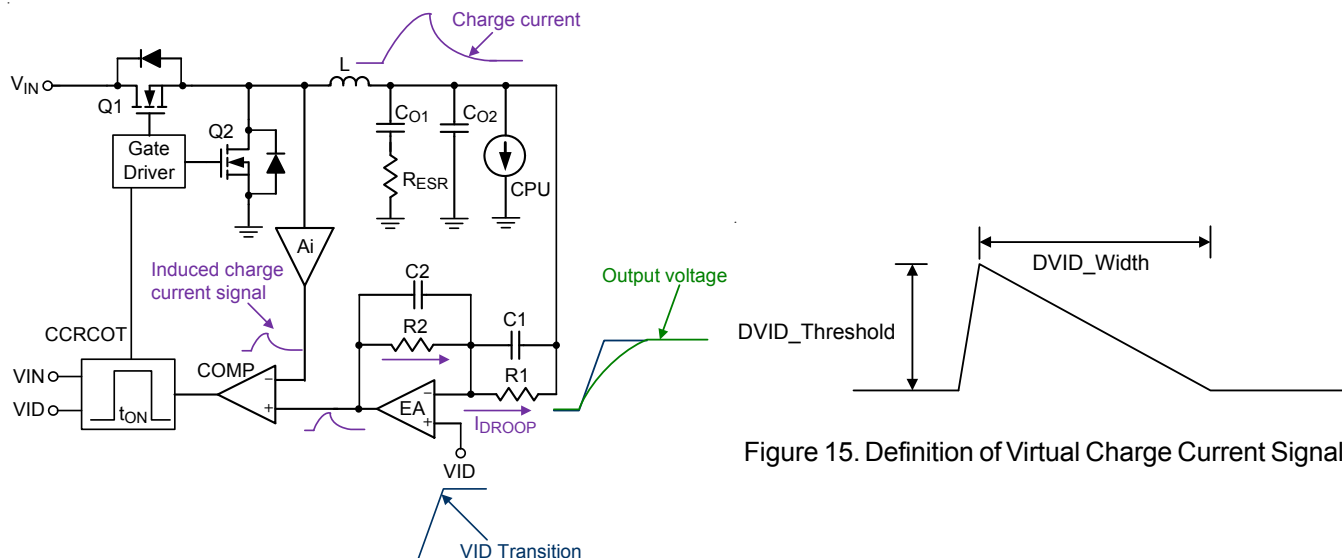 Charge current
L
VIN
Q1
CO1
CO2
Q2
Gate
Driver
RESR
CPU
Ai
Induced charge
current signal
C2
Output voltage
DVID_Width
DVID_Threshold
CCRCOT
R2
C1
VIN
COMP
R1
VID
tON
EA
IDROOP
VID
Figure 15. Definition of Virtual Charge Current Signal
VID Transition